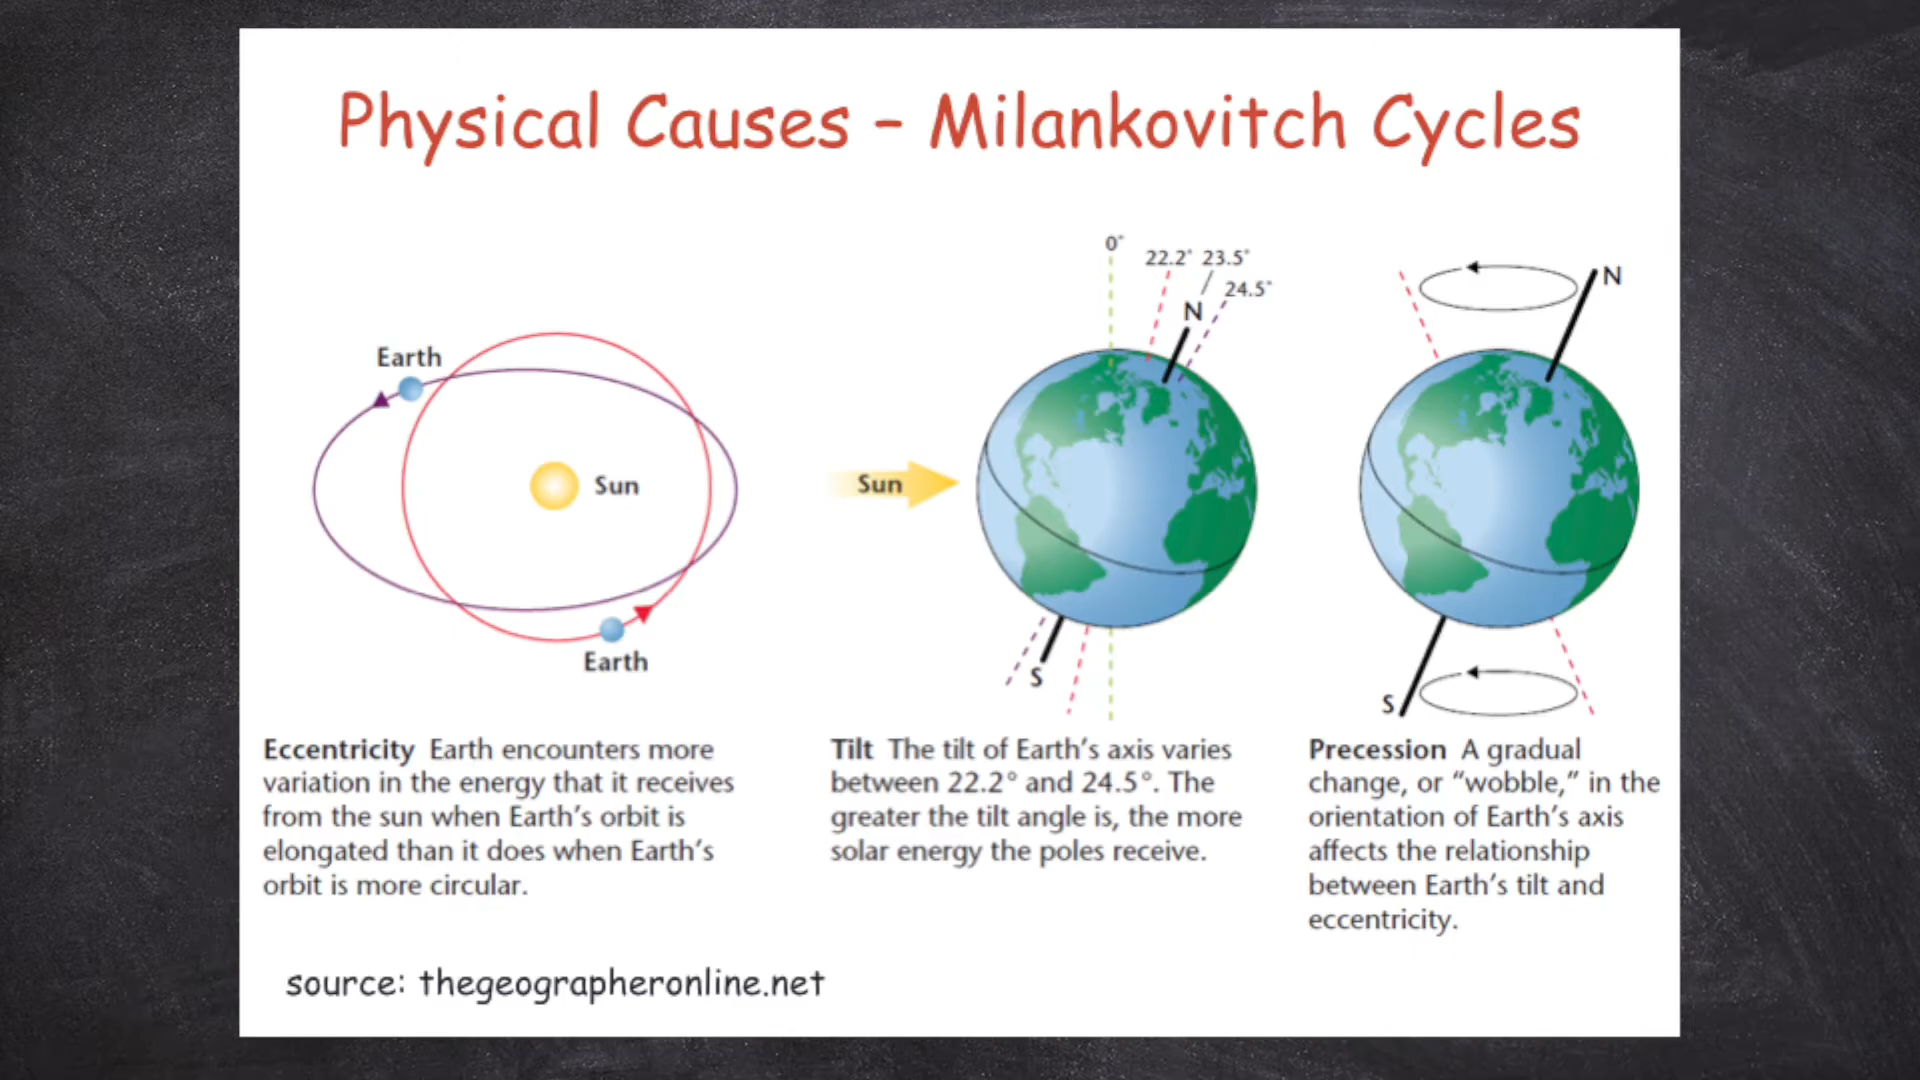 Physical Causes – Milankovitch Cycles
Earth
Sun
Earth
Sun
0°
22.2° 23.5°
24.5°
N
S
N
S
Eccentricity Earth encounters more
variation in the energy that it receives
from the sun when Earth's orbit is
elongated than it does when Earth's
orbit is more circular.
Tilt The tilt of Earth's axis varies
between 22.2° and 24.5°. The
greater the tilt angle is, the more
solar energy the poles receive.
Precession A gradual
change, or "wobble," in the
orientation of Earth's axis
affects the relationship
between Earth's tilt and
eccentricity.
source: thegeographeronline.net